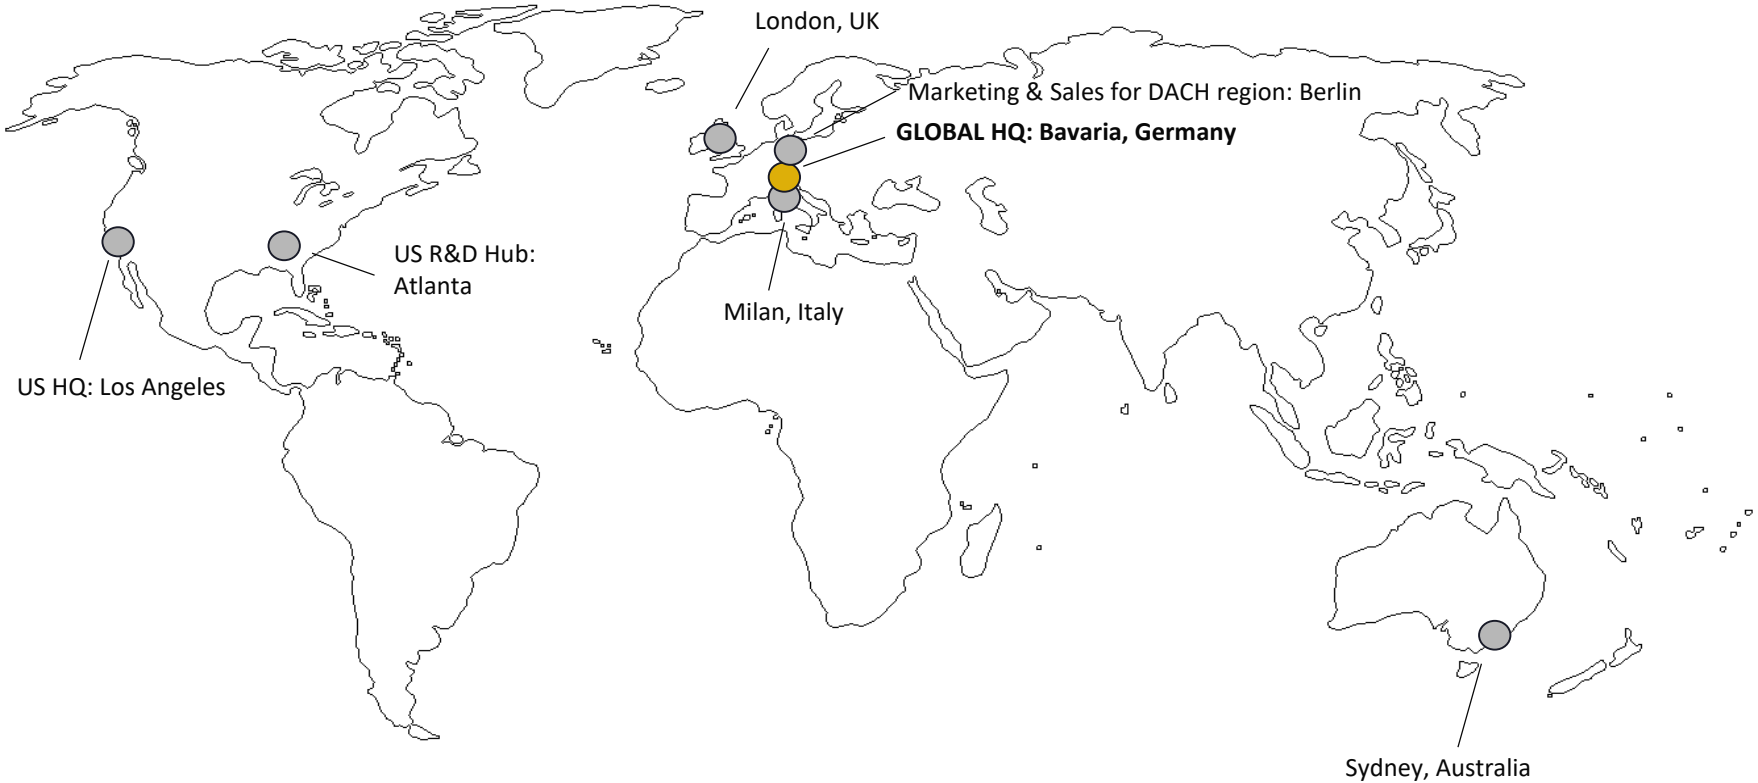 London, UK
Marketing & Sales for DACH region: Berlin
GLOBAL HQ: Bavaria, Germany
US R&D Hub:
Atlanta
Milan, Italy
US HQ: Los Angeles
Sydney, Australia